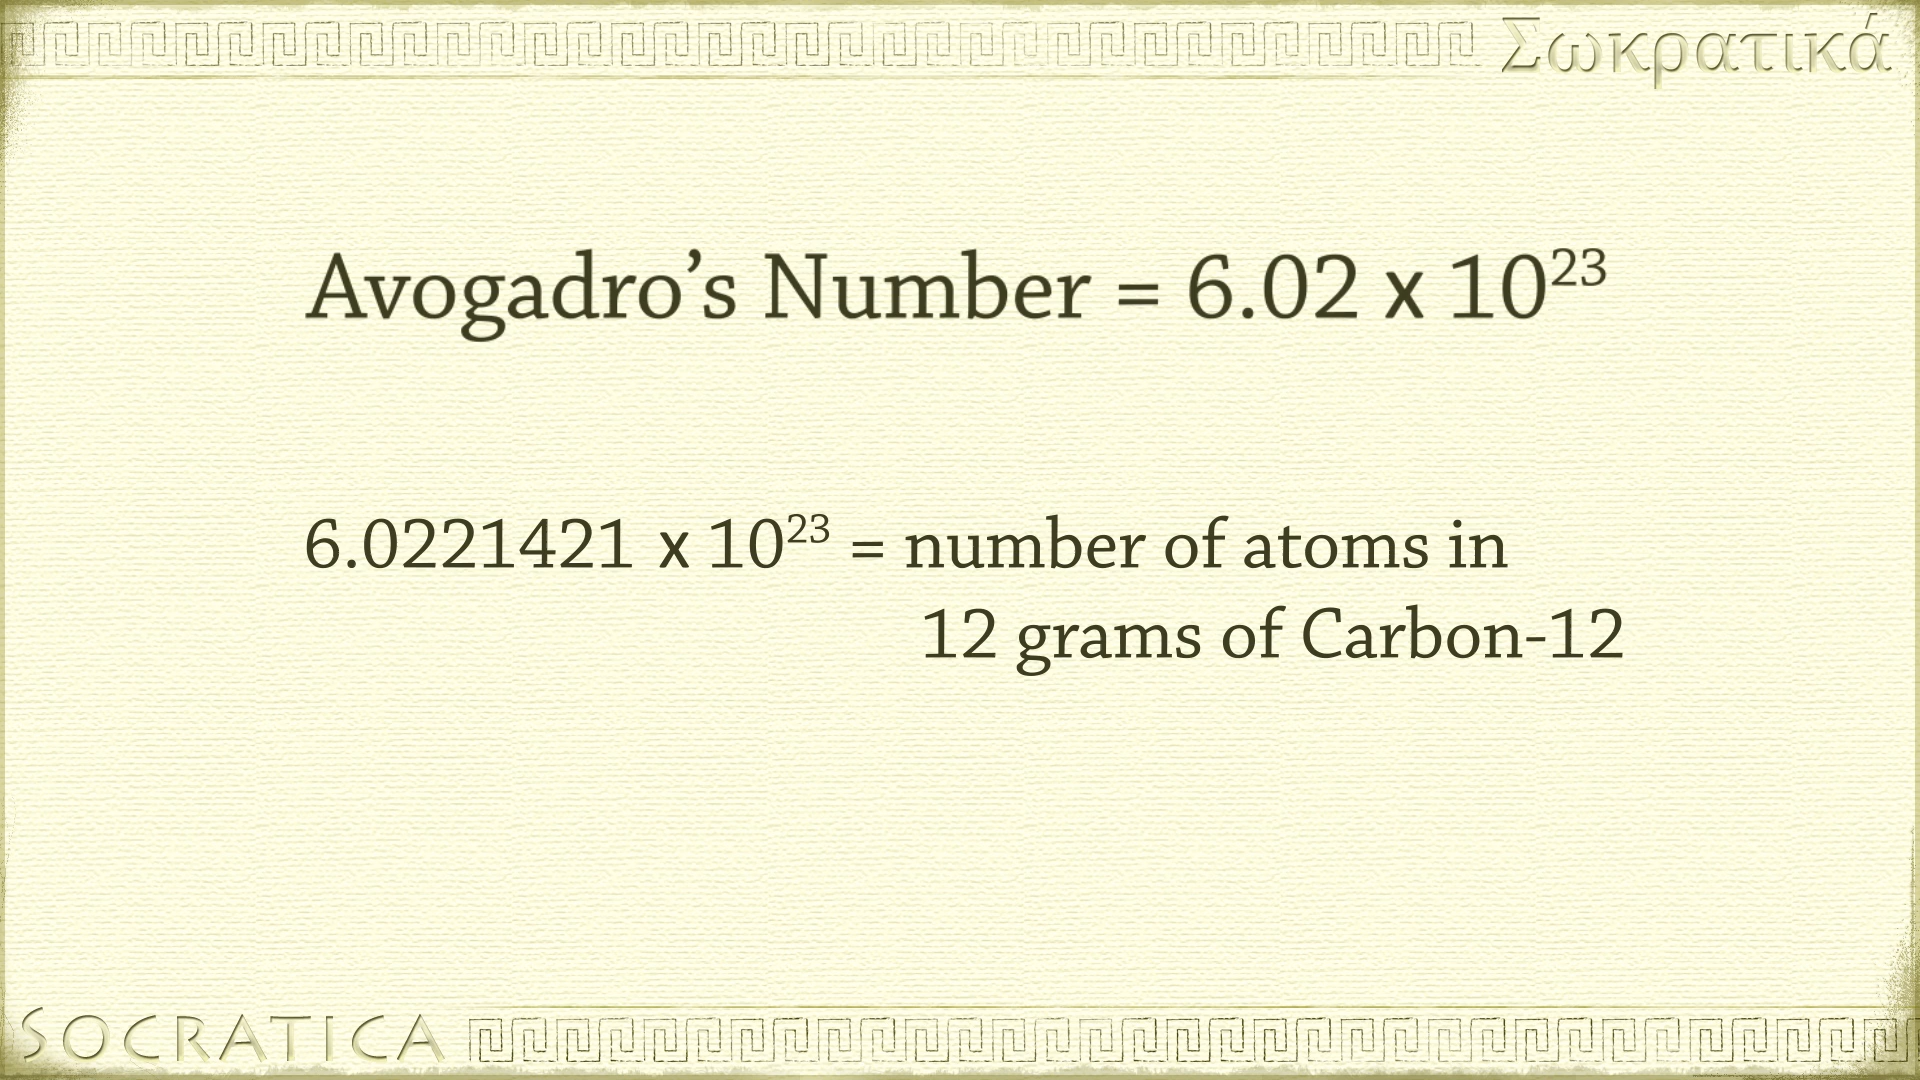 Σωκρατικά
Avogadro’s Number = 6.02 x 10²³
6.0221421 x 10²³ = number of atoms in
12 grams of Carbon-12
SOCRATICA